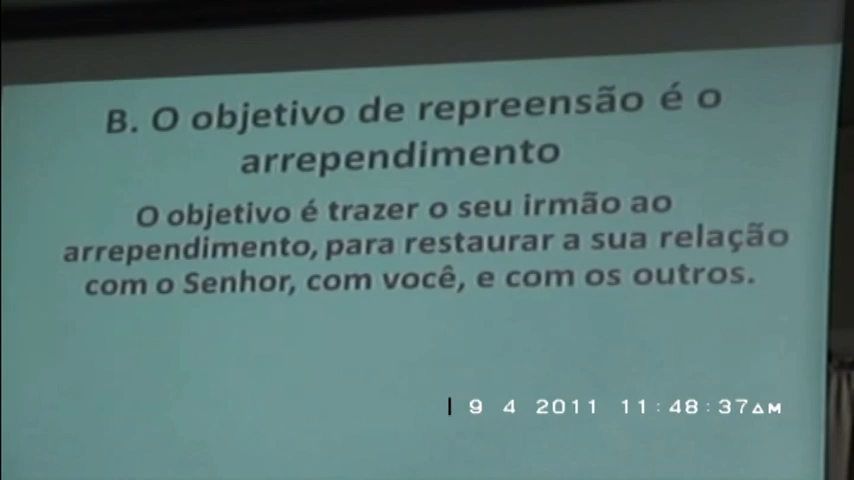 B. O objetivo de repreensão é o
arrependimento
O objetivo é trazer o seu irmão ao
arrependimento, para restaurar a sua relação
com o Senhor, com você, e com os outros.
9 4 2011 11:48:37AM